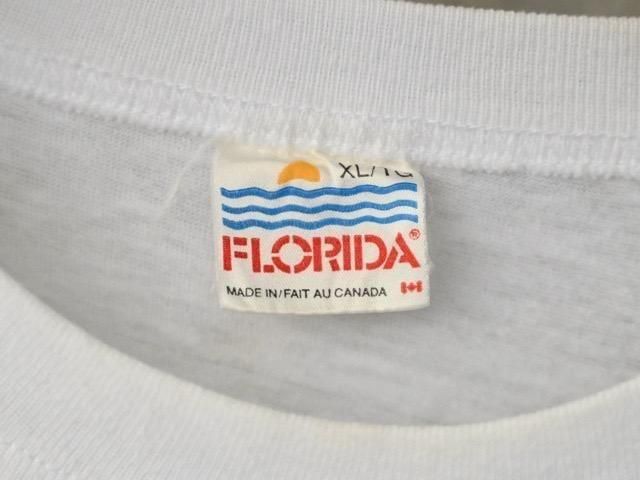 XL/TG
FLORIDA®
MADE IN/FAIT AU CANADA